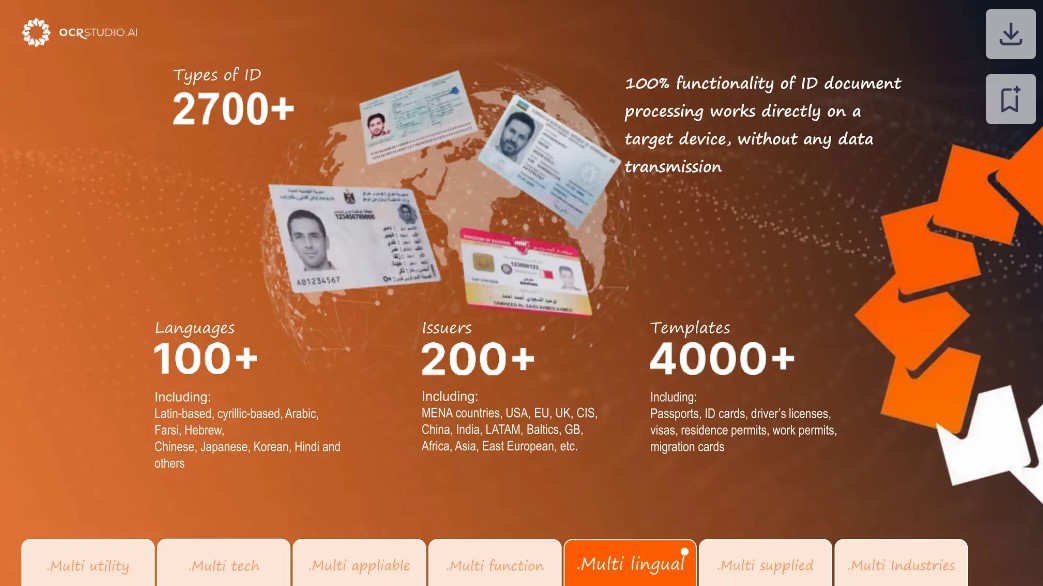 OCRSTUDIO.AI
Types of ID
2700+
100% functionality of ID document
processing works directly on a
target device, without any data
transmission
123456789000
AB1234567
KINGDOM OF BAHRAIN
Languages
100+
Including:
Latin-based, cyrillic-based, Arabic,
Farsi, Hebrew,
Chinese, Japanese, Korean, Hindi and
others
Issuers
200+
Including:
MENA countries, USA, EU, UK, CIS,
China, India, LATAM, Baltics, GB,
Africa, Asia, East European, etc.
Templates
4000+
Including:
Passports, ID cards, driver's licenses,
visas, residence permits, work permits,
migration cards
.Multi utility
.Multi tech
.Multi appliable
.Multi function
.Multi lingual
.Multi supplied
.Multi Industries